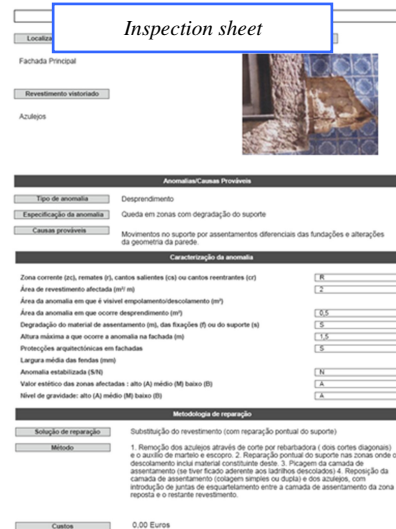 Inspection sheet
Localiza
Fachada Principal
Revestimento vistoriado
Azulejos
Anomalias/Causas Prováveis
Tipo de anomalia Desprendimento
Especificação da anomalia Queda em zonas com degradação do suporte
Causas prováveis Movimentos no suporte por assentamentos diferenciais das fundações e alterações
da geometria da parede.
Caracterização da anomalia
Zona corrente (zc), remates (r), cantos salientes (cs) ou cantos reentrantes (cr) R
Área de revestimento afectada (m²/ m) 2
Área da anomalia em que é visível empolamento/descolamento (m²)
Área da anomalia em que ocorre desprendimento (m²) 0,5
Degradação do material de assentamento (m), das fixações (f) ou do suporte (s) S
Altura máxima a que ocorre a anomalia na fachada (m) 1,5
Protecções arquitectónicas em fachadas S
Largura média das fendas (mm)
Anomalia estabilizada (S/N) N
Valor estético das zonas afectadas : alto (A) médio (M) baixo (B) A
Nível de gravidade: alto (A) médio (M) baixo (B) A
Metodologia de reparação
Solução de reparação Substituição do revestimento (com reparação pontual do suporte)
Método 1. Remoção dos azulejos através de corte por rebarbadora ( dois cortes diagonais)
e o auxílio de martelo e escopro. 2. Reparação pontual do suporte nas zonas onde o
descolamento inclui material constituinte deste. 3. Picagem da camada de
assentamento (se tiver ficado aderente aos ladrilhos descolados) 4. Reposição da
camada de assentamento (colagem simples ou dupla) e dos azulejos, com
introdução de juntas de esquartelamento entre a camada de assentamento da zona
reposta e o restante revestimento.
Custos 0.00 Euros